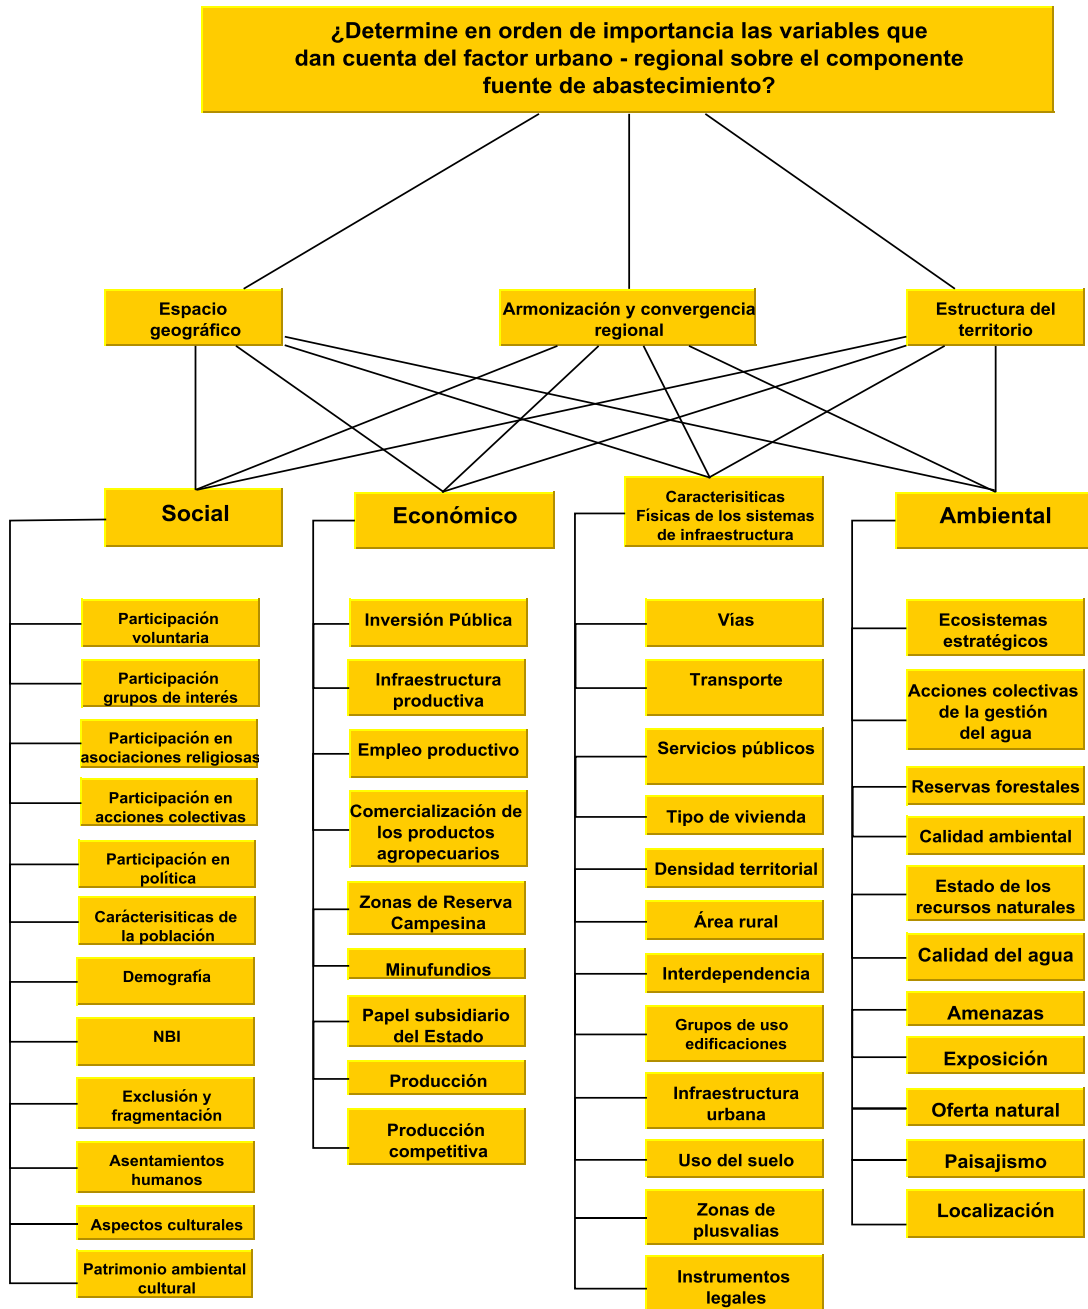 ¿Determine en orden de importancia las variables que
dan cuenta del factor urbano - regional sobre el componente
fuente de abastecimiento?
Espacio
geográfico
Armonización y convergencia
regional
Estructura del
territorio
Social
Económico
Caracterisiticas
Físicas de los sistemas
de infraestructura
Ambiental
Participación
voluntaria
Participación
grupos de interés
Participación en
asociaciones religiosas
Participación en
acciones colectivas
Participación en
política
Carácterisiticas de
la población
Demografía
NBI
Exclusión y
fragmentación
Asentamientos
humanos
Aspectos culturales
Patrimonio ambiental
cultural
Inversión Pública
Infraestructura
productiva
Empleo productivo
Comercialización de
los productos
agropecuarios
Zonas de Reserva
Campesina
Minufundios
Papel subsidiario
del Estado
Producción
Producción
competitiva
Vías
Transporte
Servicios públicos
Tipo de vivienda
Densidad territorial
Área rural
Interdependencia
Grupos de uso
edificaciones
Infraestructura
urbana
Uso del suelo
Zonas de
plusvalias
Instrumentos
legales
Ecosistemas
estratégicos
Acciones colectivas
de la gestión
del agua
Reservas forestales
Calidad ambiental
Estado de los
recursos naturales
Calidad del agua
Amenazas
Exposición
Oferta natural
Paisajismo
Localización